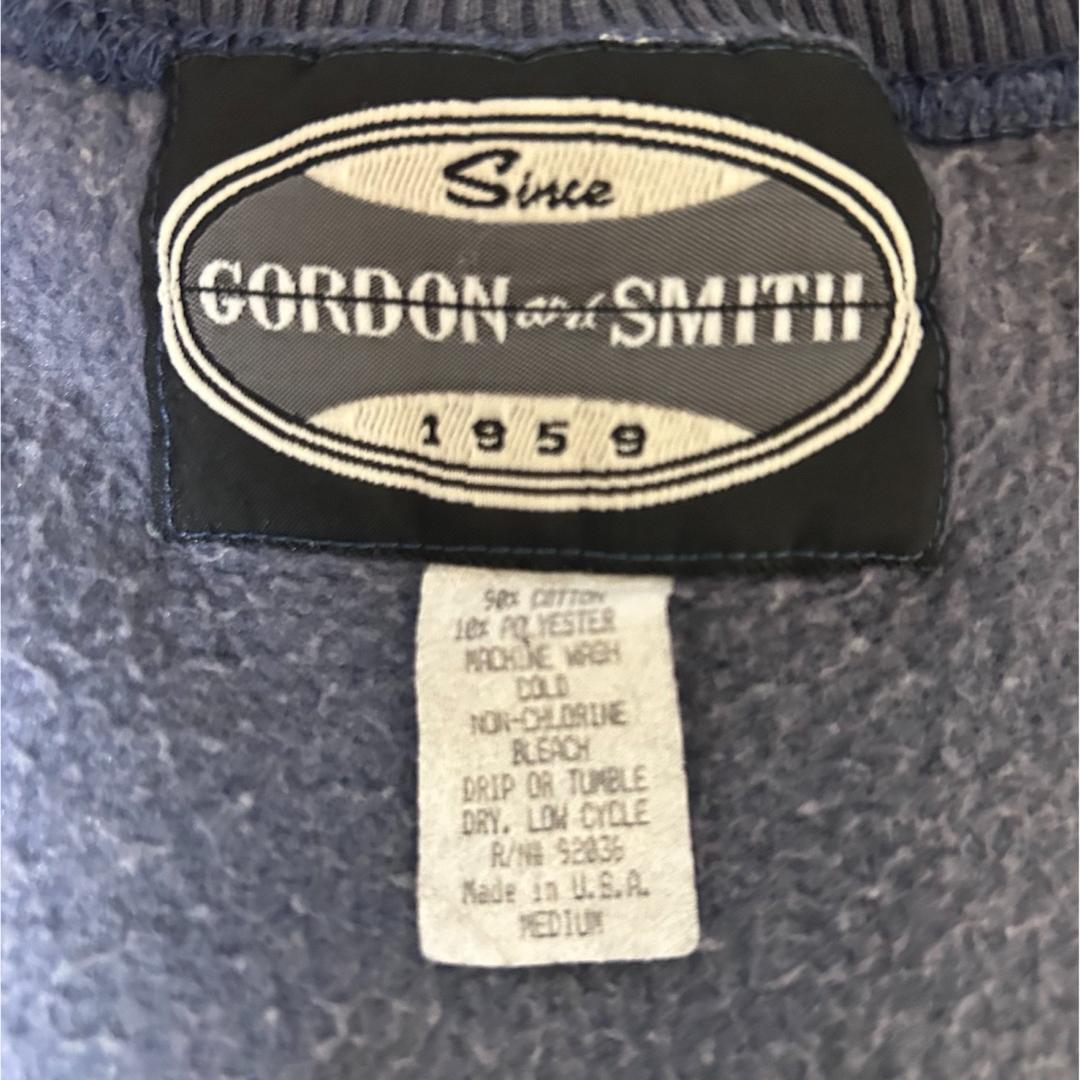 Since
GORDON and SMITH
1959
90% COTTON
10% POLYESTER
MACHINE WASH
COLD
NON-CHLORINE
BLEACH
DRIP OR TUMBLE
DRY, LOW CYCLE
R/N# 92036
Made in U.S.A.
MEDIUM